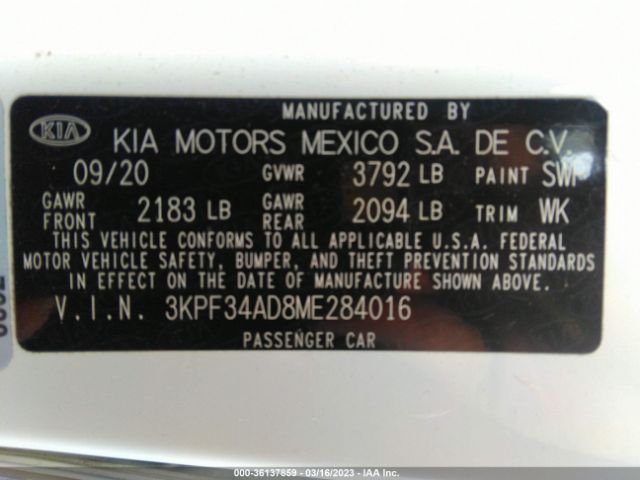 MANUFACTURED BY
KIA KIA MOTORS MEXICO S.A. DE C.V.
09/20 GVWR 3792 LB PAINT SWP
GAWR FRONT 2183 LB GAWR REAR 2094 LB TRIM WK
THIS VEHICLE CONFORMS TO ALL APPLICABLE U.S.A. FEDERAL
MOTOR VEHICLE SAFETY, BUMPER, AND THEFT PREVENTION STANDARDS
IN EFFECT ON THE DATE OF MANUFACTURE SHOWN ABOVE.
V.I.N. 3KPF34AD8ME284016
PASSENGER CAR
000-36137859 - 03/16/2023 - IAAI.COM